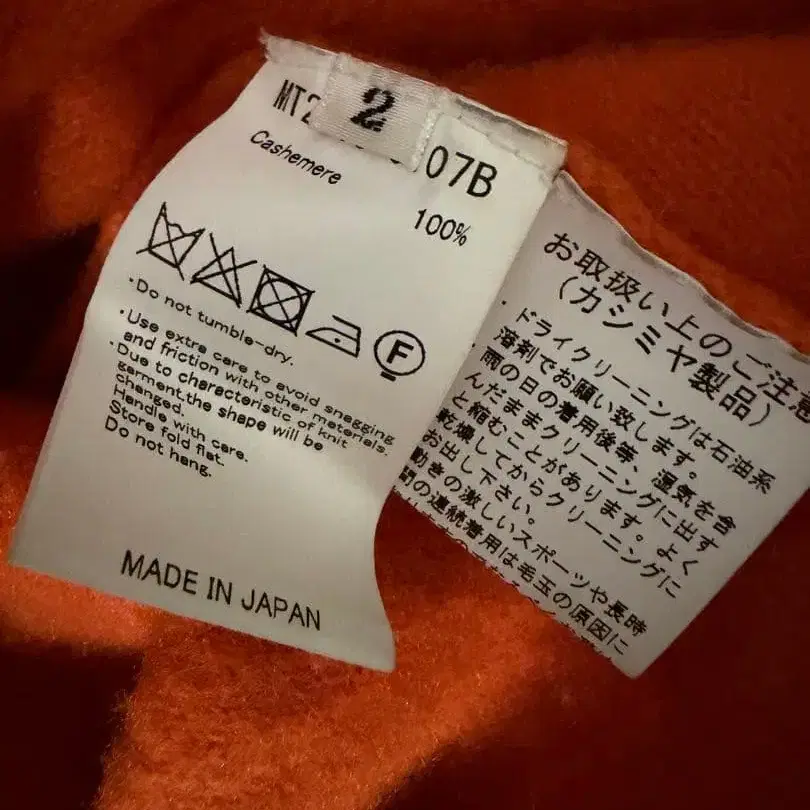 2
MT2 07B
Cashemere
100%
F
·Do not tumble-dry.
·Use extre care to avoid snagging
and friction with other materials.
·Due to characteristic of knit
garment,the shape will be
changed.
Handle with care.
Store fold flat.
Do not hang.
MADE IN JAPAN
お取扱い上のご注意
(カシミヤ製品)
・ドライクリーニングは石油系
溶剤でお願い致します。
雨の日の着用後等、湿気を含
んだままクリーニングに出す
と縮むことがあります。よく
乾燥してからクリーニングに
お出し下さい。
動きの激しいスポーツや長時
間の連続着用は毛玉の原因に